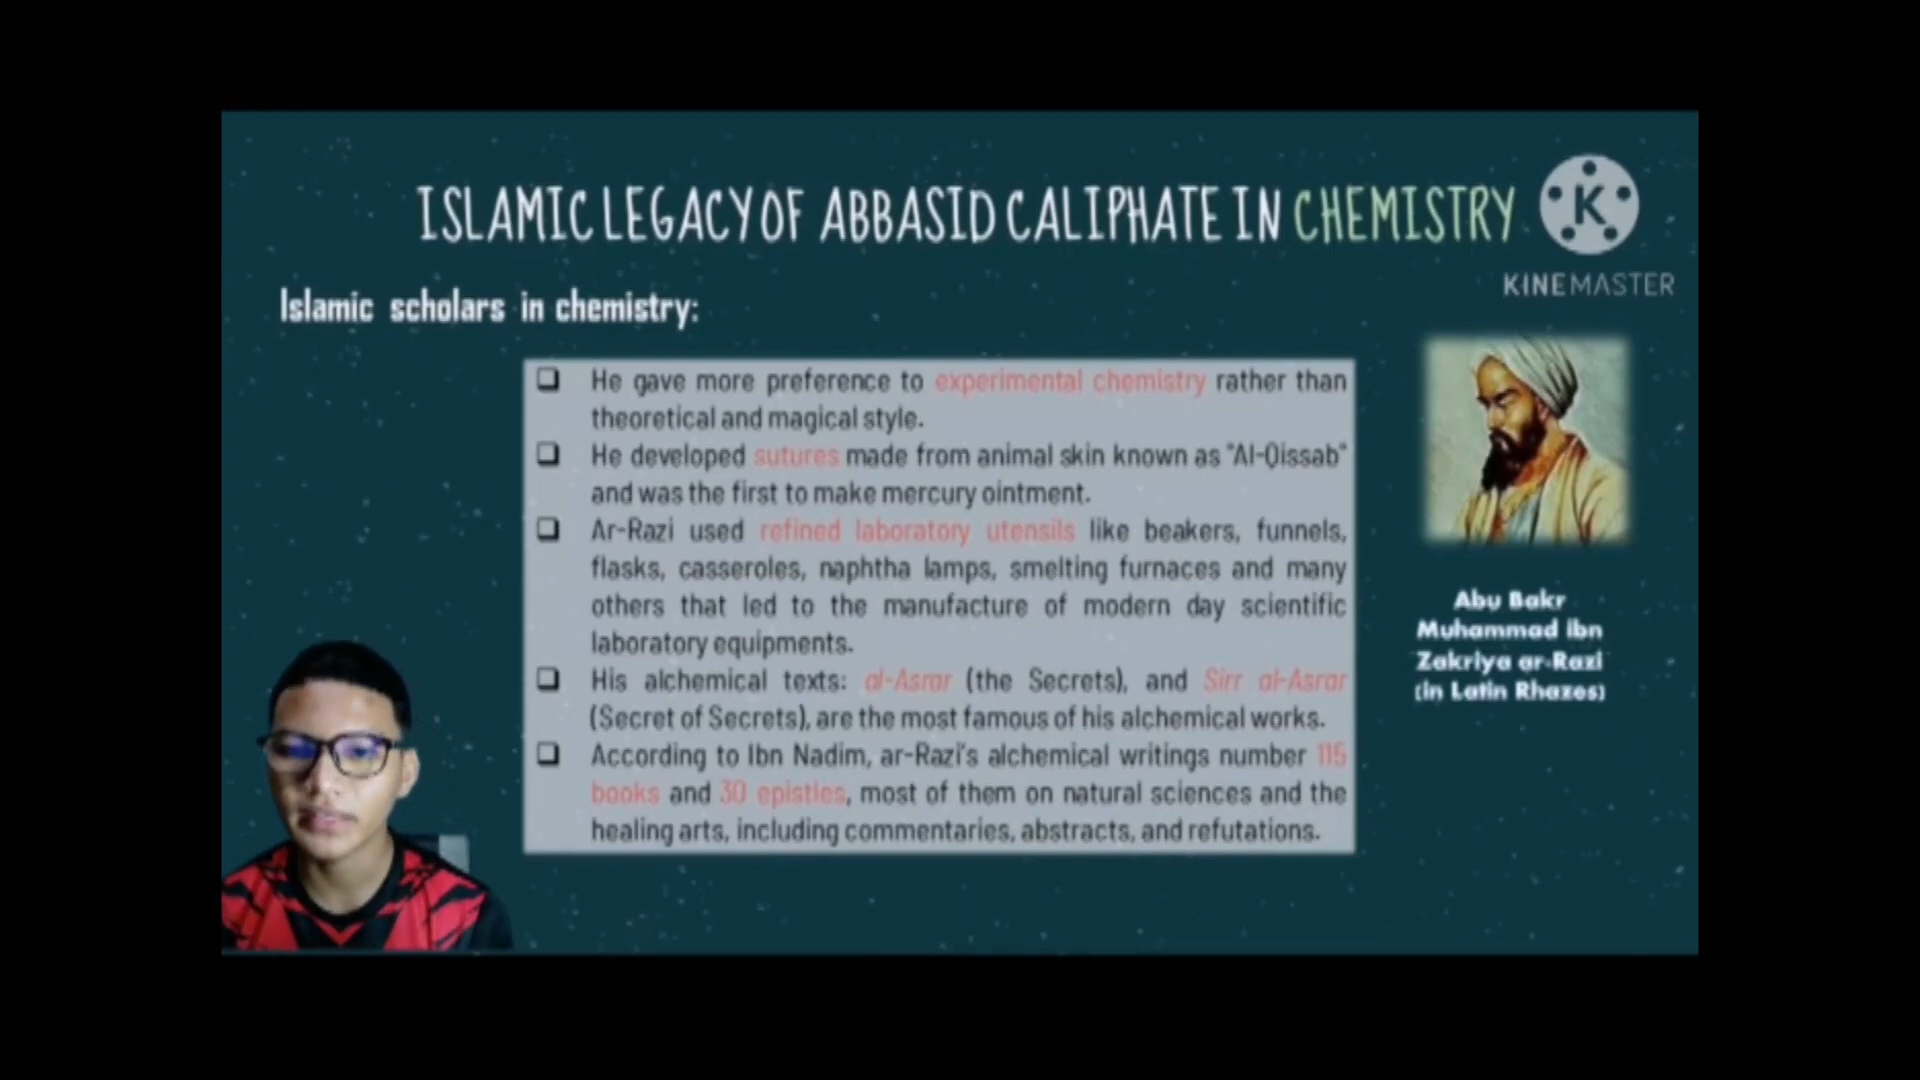 ISLAMIC LEGACY OF ABBASID CALIPHATE IN CHEMISTRY
K
KINEMASTER
Islamic scholars in chemistry:
He gave more preference to experimental chemistry rather than
theoretical and magical style.
He developed sutures made from animal skin known as "Al-Qissab"
and was the first to make mercury ointment.
Ar-Razi used refined laboratory utensils like beakers, funnels,
flasks, casseroles, naphtha lamps, smelting furnaces and many
others that led to the manufacture of modern day scientific
laboratory equipments.
His alchemical texts: al-Asrar (the Secrets), and Sirr al-Asrar
(Secret of Secrets), are the most famous of his alchemical works.
According to Ibn Nadim, ar-Razi's alchemical writings number 115
books and 30 epistles, most of them on natural sciences and the
healing arts, including commentaries, abstracts, and refutations.
Abu Bakr
Muhammad ibn
Zakriya ar-Razi
(in Latin Rhazes)